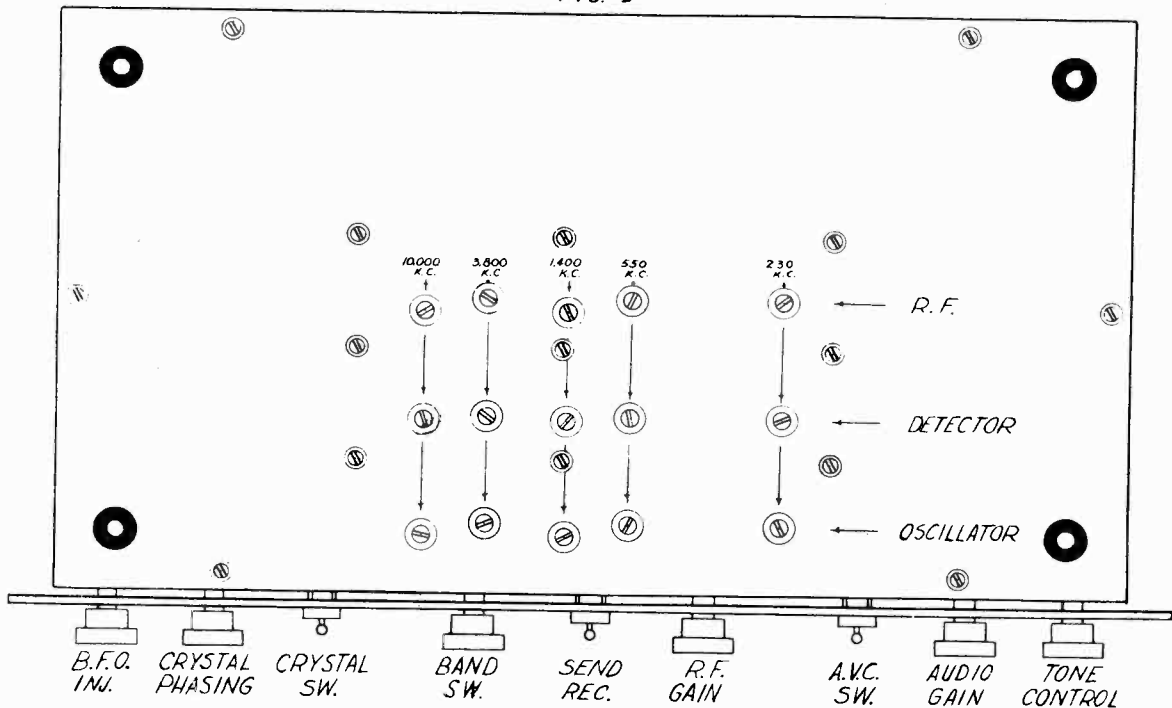 10,000 3,800 1,400 550 230
K.C. K.C K.C. K.C. K.C.
R.F.
DETECTOR
OSCILLATOR
B.F.O. CRYSTAL CRYSTAL BAND SEND R.F. A.V.C. AUDIO TONE
INJ. PHASING SW. SW. REC. GAIN SW. GAIN CONTROL